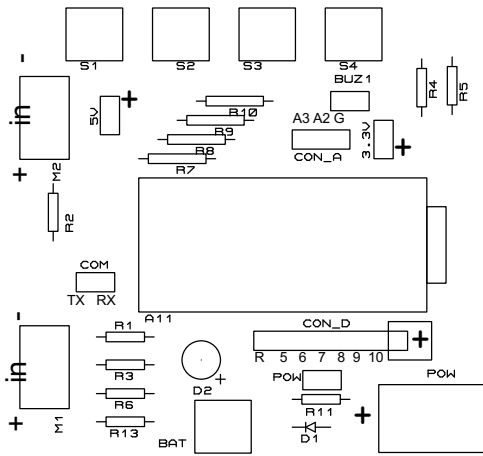 -
S1 S2 S3 S4
BUZ1
in
5V
+
R10
R4
R5
R9
A3 A2 G
R8
CON_A
3.3V
+
R7
+
M2
R2
COM
TX RX
A11
-
in
+
M1
R1
R3
R6
R13
D2
+
BAT
CON_D
+
R 5 6 7 8 9 10
POW
R11
D1
POW
+